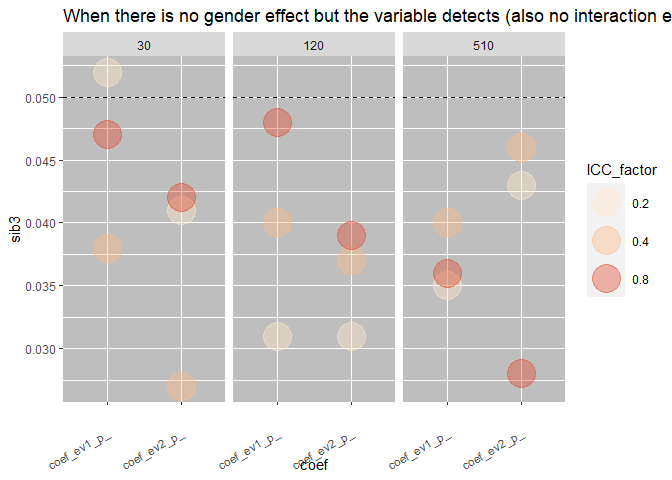 When there is no gender effect but the variable detects (also no interaction e
30 120 510
ICC_factor
0.2
0.4
0.8
sib3
0.050
0.045
0.040
0.035
0.030
coef_ev1_p_ coef_ev2_p_ coef_ev1_p_ coef_ev2_p_ coef_ev1_p_ coef_ev2_p_
coef